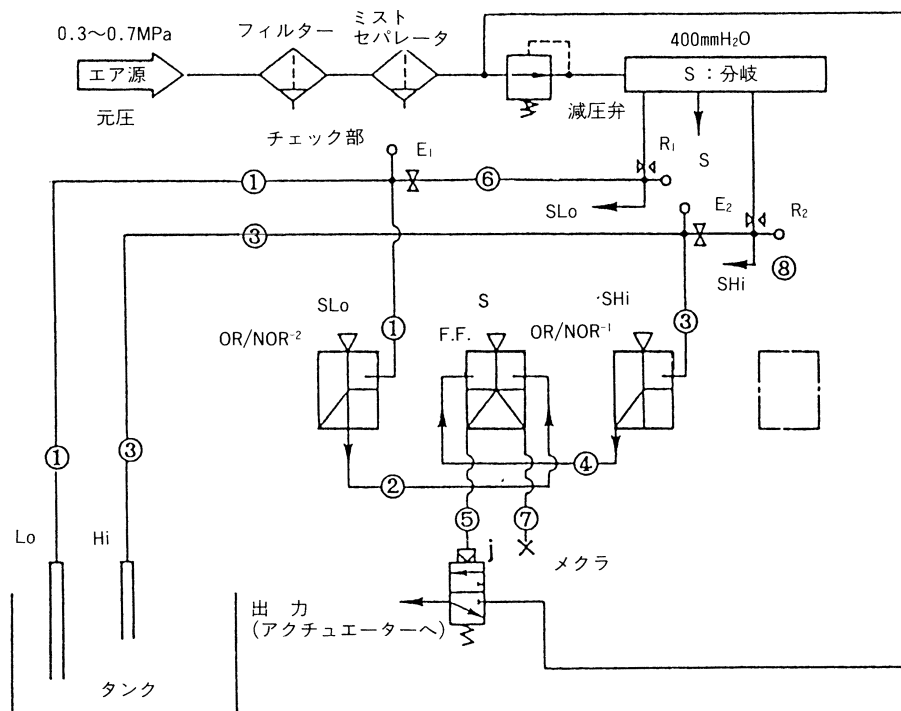 0.3〜0.7MPa
フィルター
ミスト
セパレータ
400mmH₂O
エア源
S：分岐
元圧
減圧弁
チェック部
E₁
R₁
S
①
⑥
SLo
E₂
R₂
③
SHi
⑧
SLo
S
SHi
OR/NOR⁻²
F.F.
OR/NOR⁻¹
①
③
①
③
②
④
⑤
⑦
Lo
Hi
j
メクラ
出 力
(アクチュエーターへ)
タンク